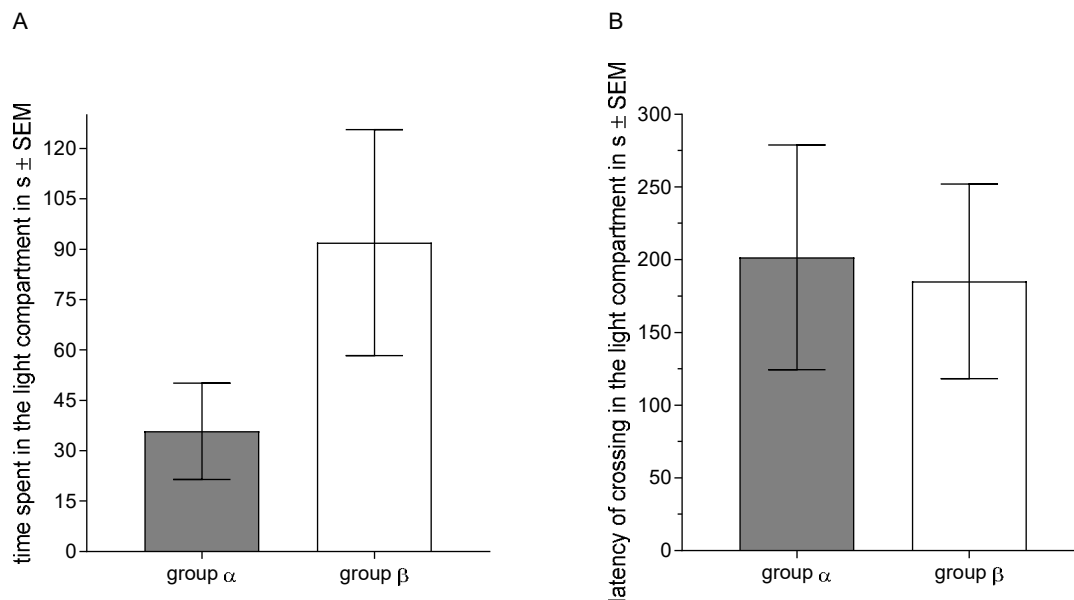 A
time spent in the light compartment in s ± SEM
120
105
90
75
60
45
30
15
0
group α
group β
B
latency of crossing in the light compartment in s ± SEM
300
250
200
150
100
50
0
group α
group β